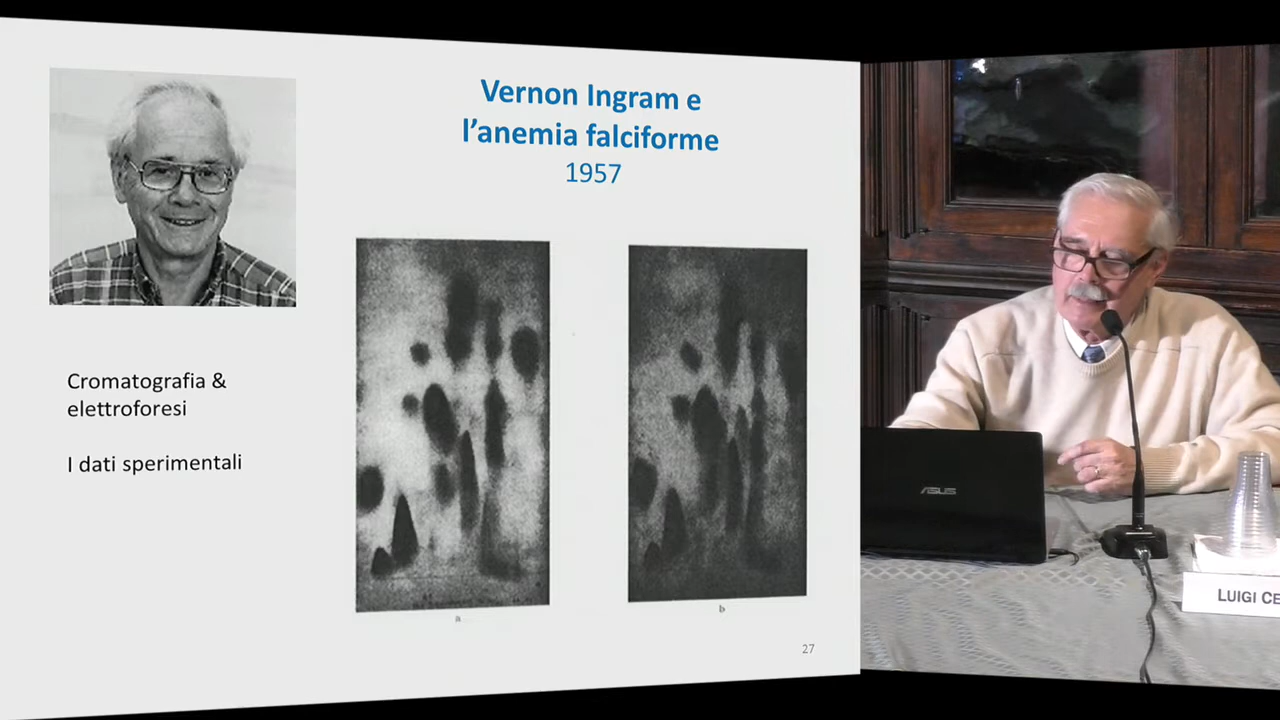 Vernon Ingram e
l'anemia falciforme
1957
Cromatografia &
elettroforesi
I dati sperimentali
a
b
27
ASUS
LUIGI CE